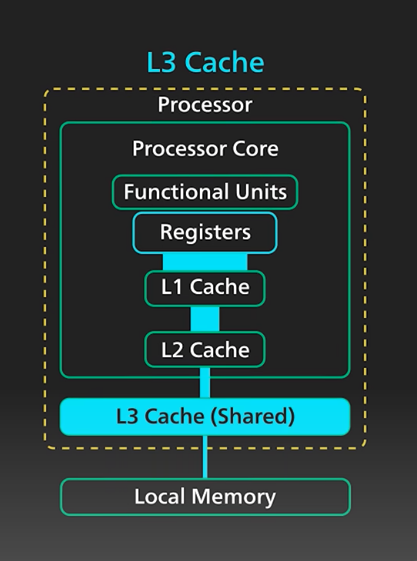 L3 Cache
Processor
Processor Core
Functional Units
Registers
L1 Cache
L2 Cache
L3 Cache (Shared)
Local Memory